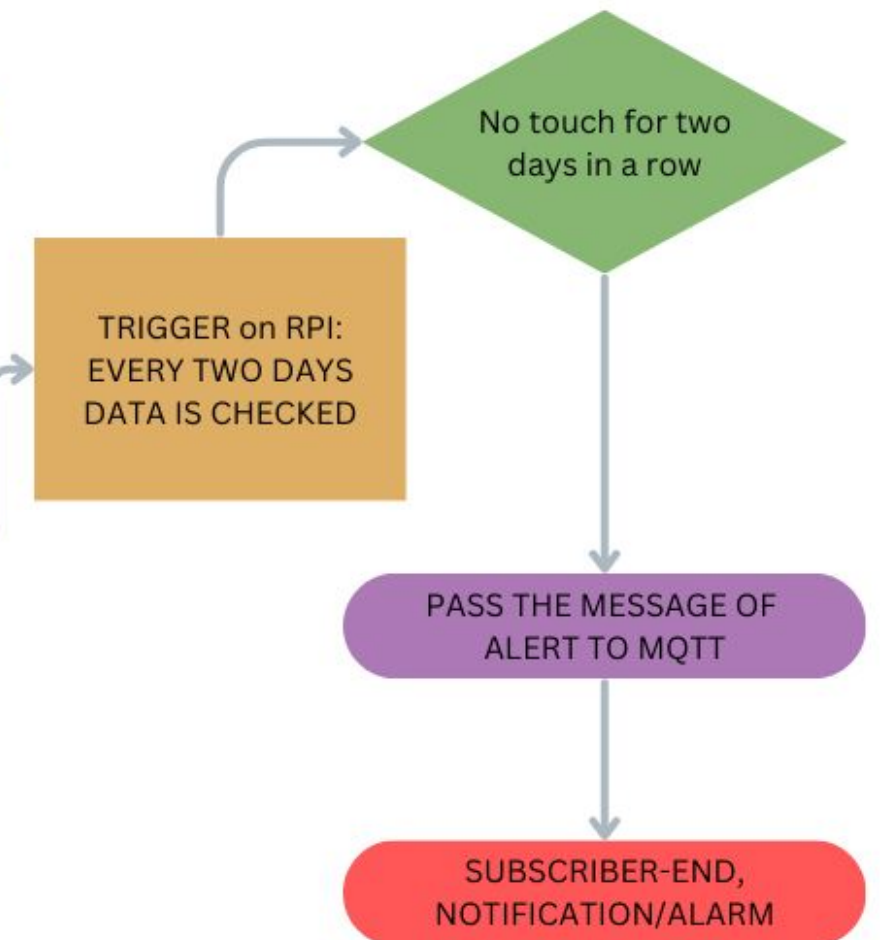 No touch for two
days in a row
TRIGGER on RPI:
EVERY TWO DAYS
DATA IS CHECKED
PASS THE MESSAGE OF
ALERT TO MQTT
SUBSCRIBER-END,
NOTIFICATION/ALARM